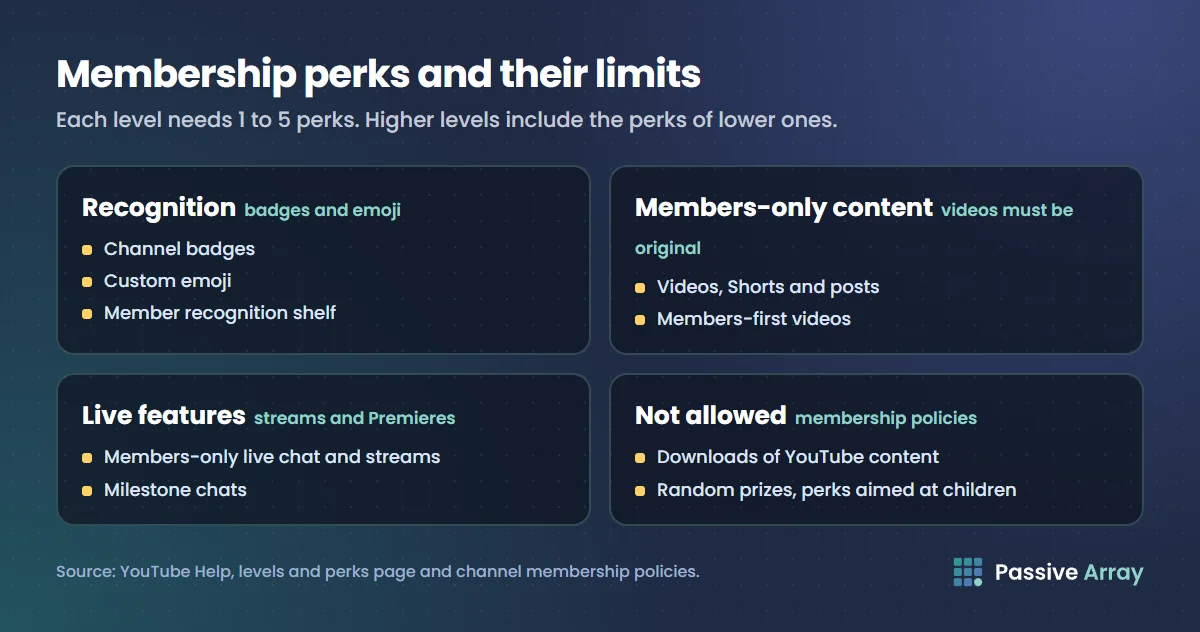 Membership perks and their limits
Each level needs 1 to 5 perks. Higher levels include the perks of lower ones.
Recognition badges and emoji
Channel badges
Custom emoji
Member recognition shelf
Members-only content videos must be
original
Videos, Shorts and posts
Members-first videos
Live features streams and Premieres
Members-only live chat and streams
Milestone chats
Not allowed membership policies
Downloads of YouTube content
Random prizes, perks aimed at children
Source: YouTube Help, levels and perks page and channel membership policies.
Passive Array